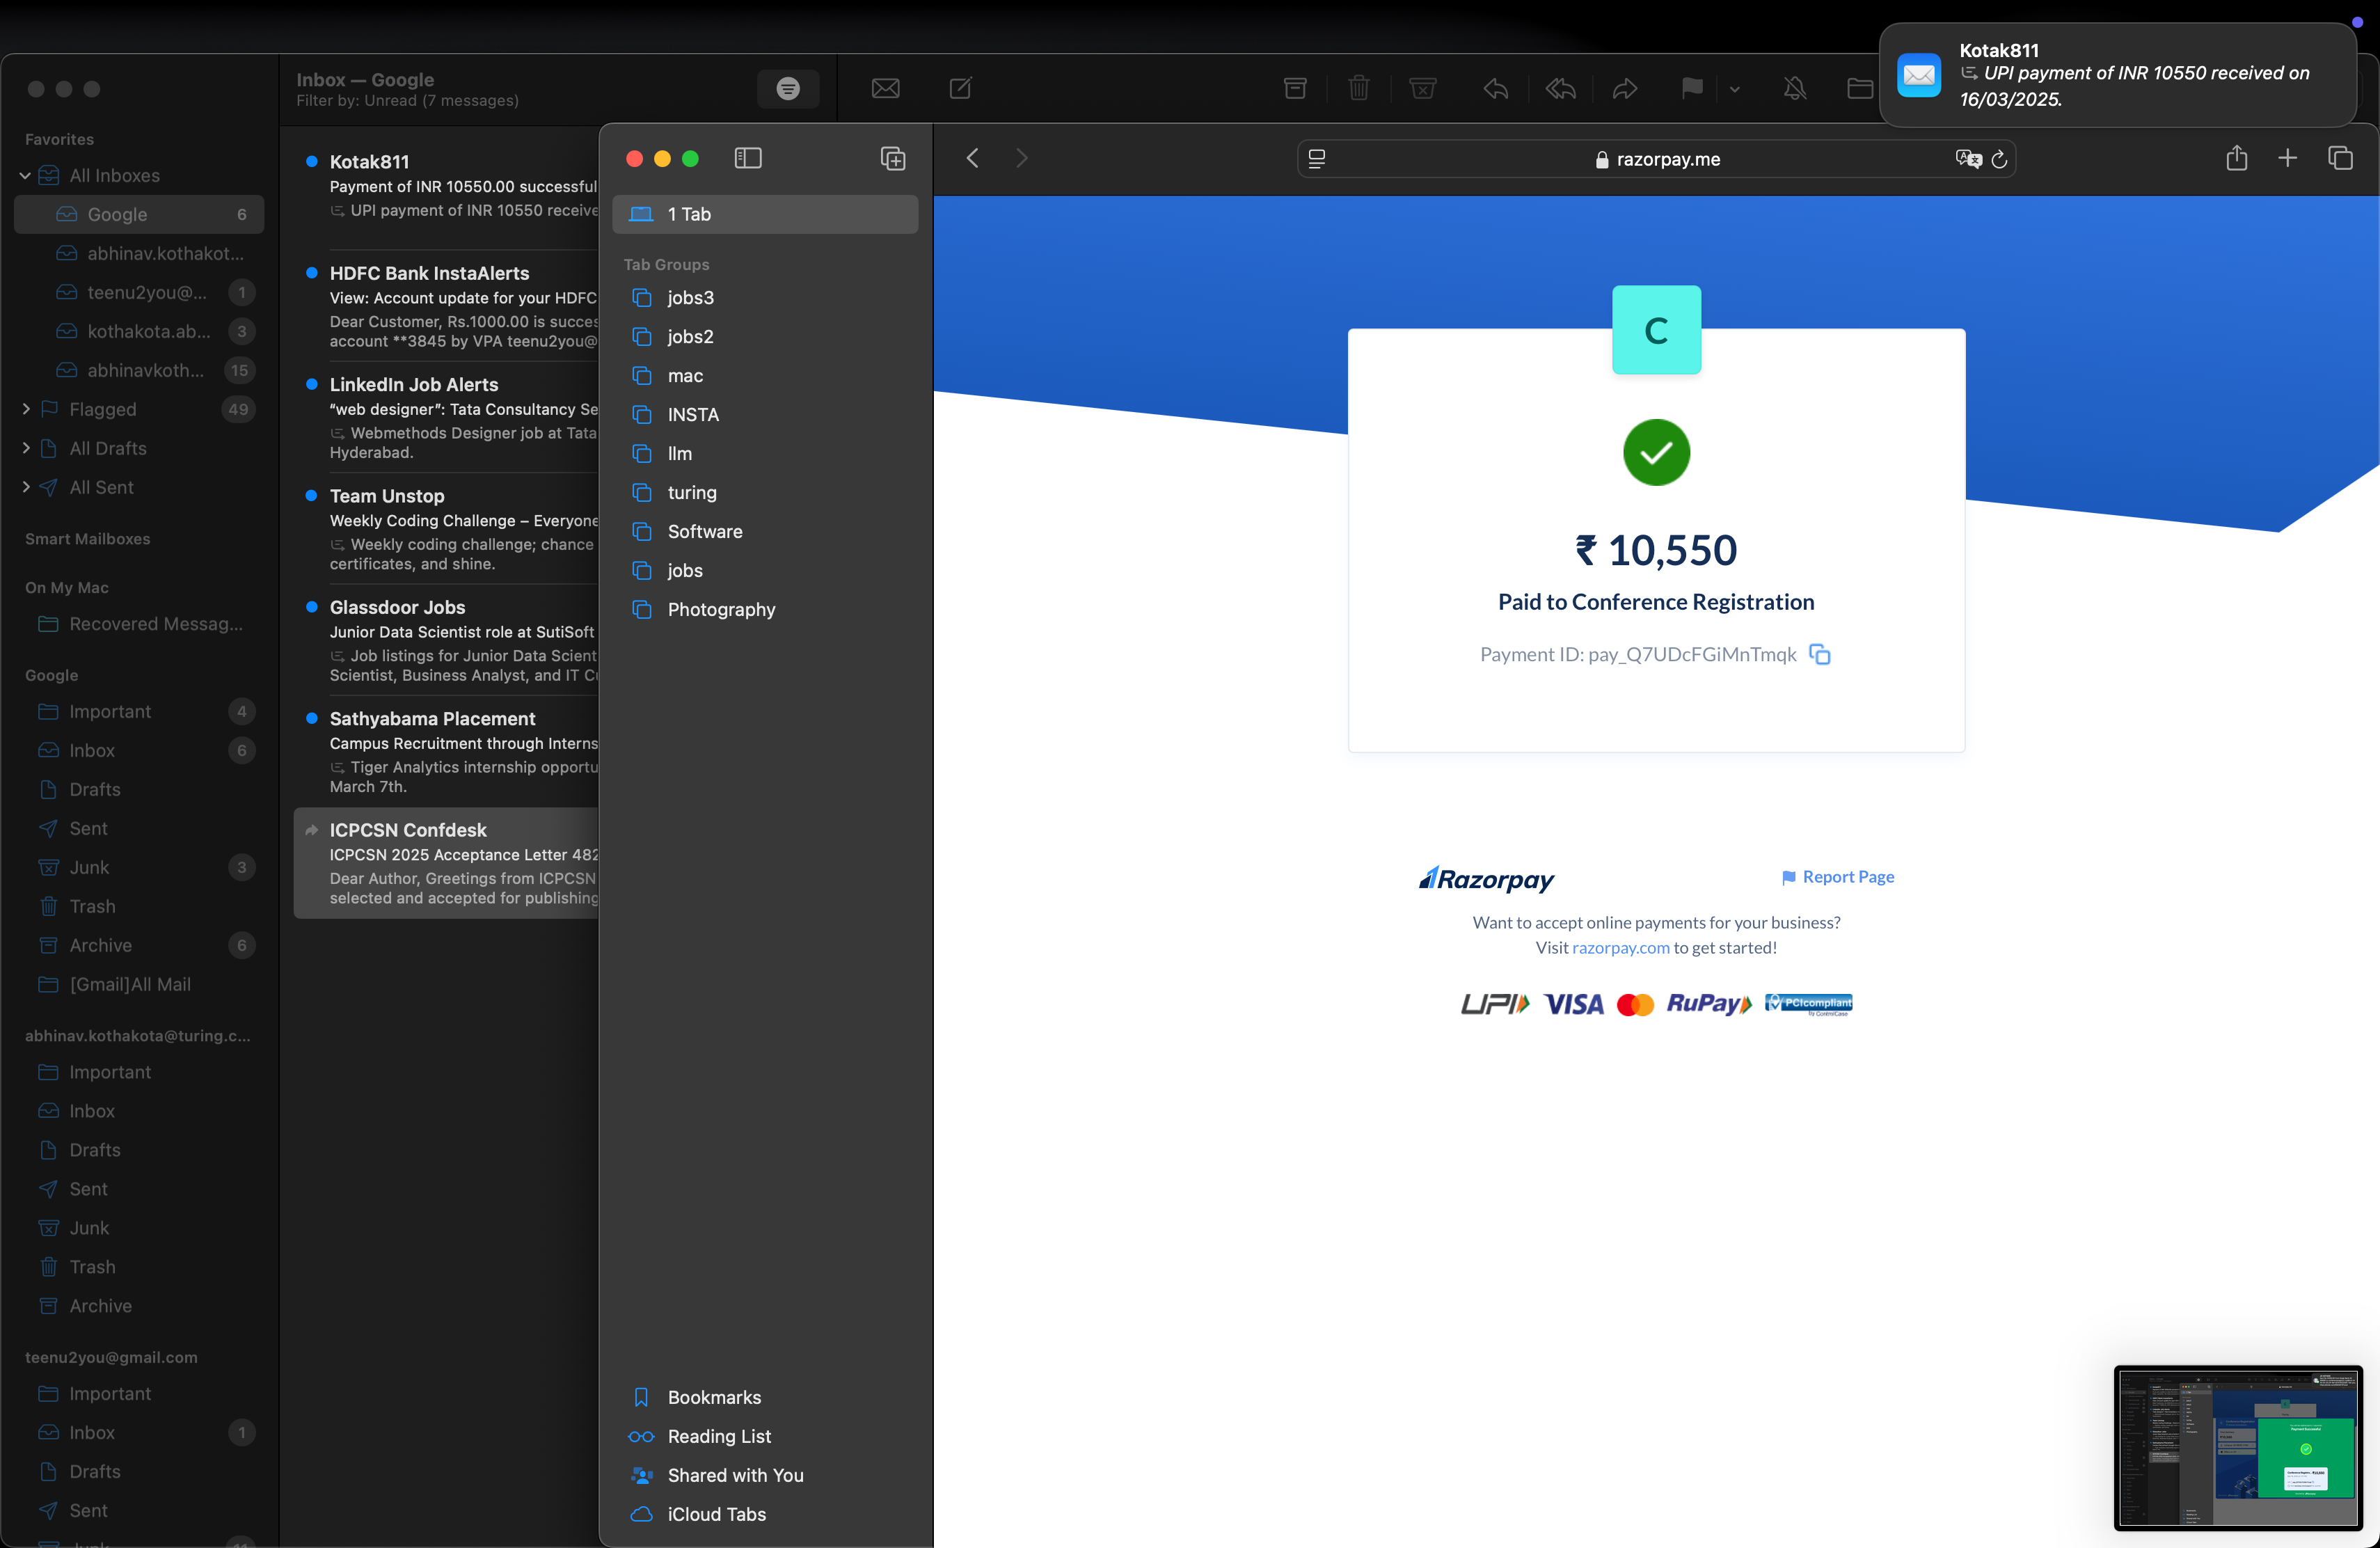 Kotak811
UPI payment of INR 10550 received on
16/03/2025.
Inbox — Google
Filter by: Unread (7 messages)
Favorites
All Inboxes
Google 6
abhinav.kothakot...
teenu2you@... 1
kothakota.ab... 3
abhinavkoth... 15
Flagged 49
All Drafts
All Sent
Smart Mailboxes
On My Mac
Recovered Messag...
Google
Important 4
Inbox 6
Drafts
Sent
Junk 3
Trash
Archive 6
[Gmail]All Mail
abhinav.kothakota@turing.c...
Important
Inbox
Drafts
Sent
Junk
Trash
Archive
teenu2you@gmail.com
Important
Inbox 1
Drafts
Sent
Kotak811
Payment of INR 10550.00 successful
UPI payment of INR 10550 receive
HDFC Bank InstaAlerts
View: Account update for your HDFC
Dear Customer, Rs.1000.00 is succes
account **3845 by VPA teenu2you@
LinkedIn Job Alerts
“web designer”: Tata Consultancy Se
Webmethods Designer job at Tata
Hyderabad.
Team Unstop
Weekly Coding Challenge – Everyone
Weekly coding challenge; chance
certificates, and shine.
Glassdoor Jobs
Junior Data Scientist role at SutiSoft
Job listings for Junior Data Scient
Scientist, Business Analyst, and IT C
Sathyabama Placement
Campus Recruitment through Interns
Tiger Analytics internship opportu
March 7th.
ICPCSN Confdesk
ICPCSN 2025 Acceptance Letter 482
Dear Author, Greetings from ICPCSN
selected and accepted for publishing
1 Tab
Tab Groups
jobs3
jobs2
mac
INSTA
llm
turing
Software
jobs
Photography
Bookmarks
Reading List
Shared with You
iCloud Tabs
razorpay.me
C
₹ 10,550
Paid to Conference Registration
Payment ID: pay_Q7UDcFGiMnTmqk
Razorpay
Report Page
Want to accept online payments for your business?
Visit razorpay.com to get started!
UPI VISA RuPay PCIcompliant
by ControlCase